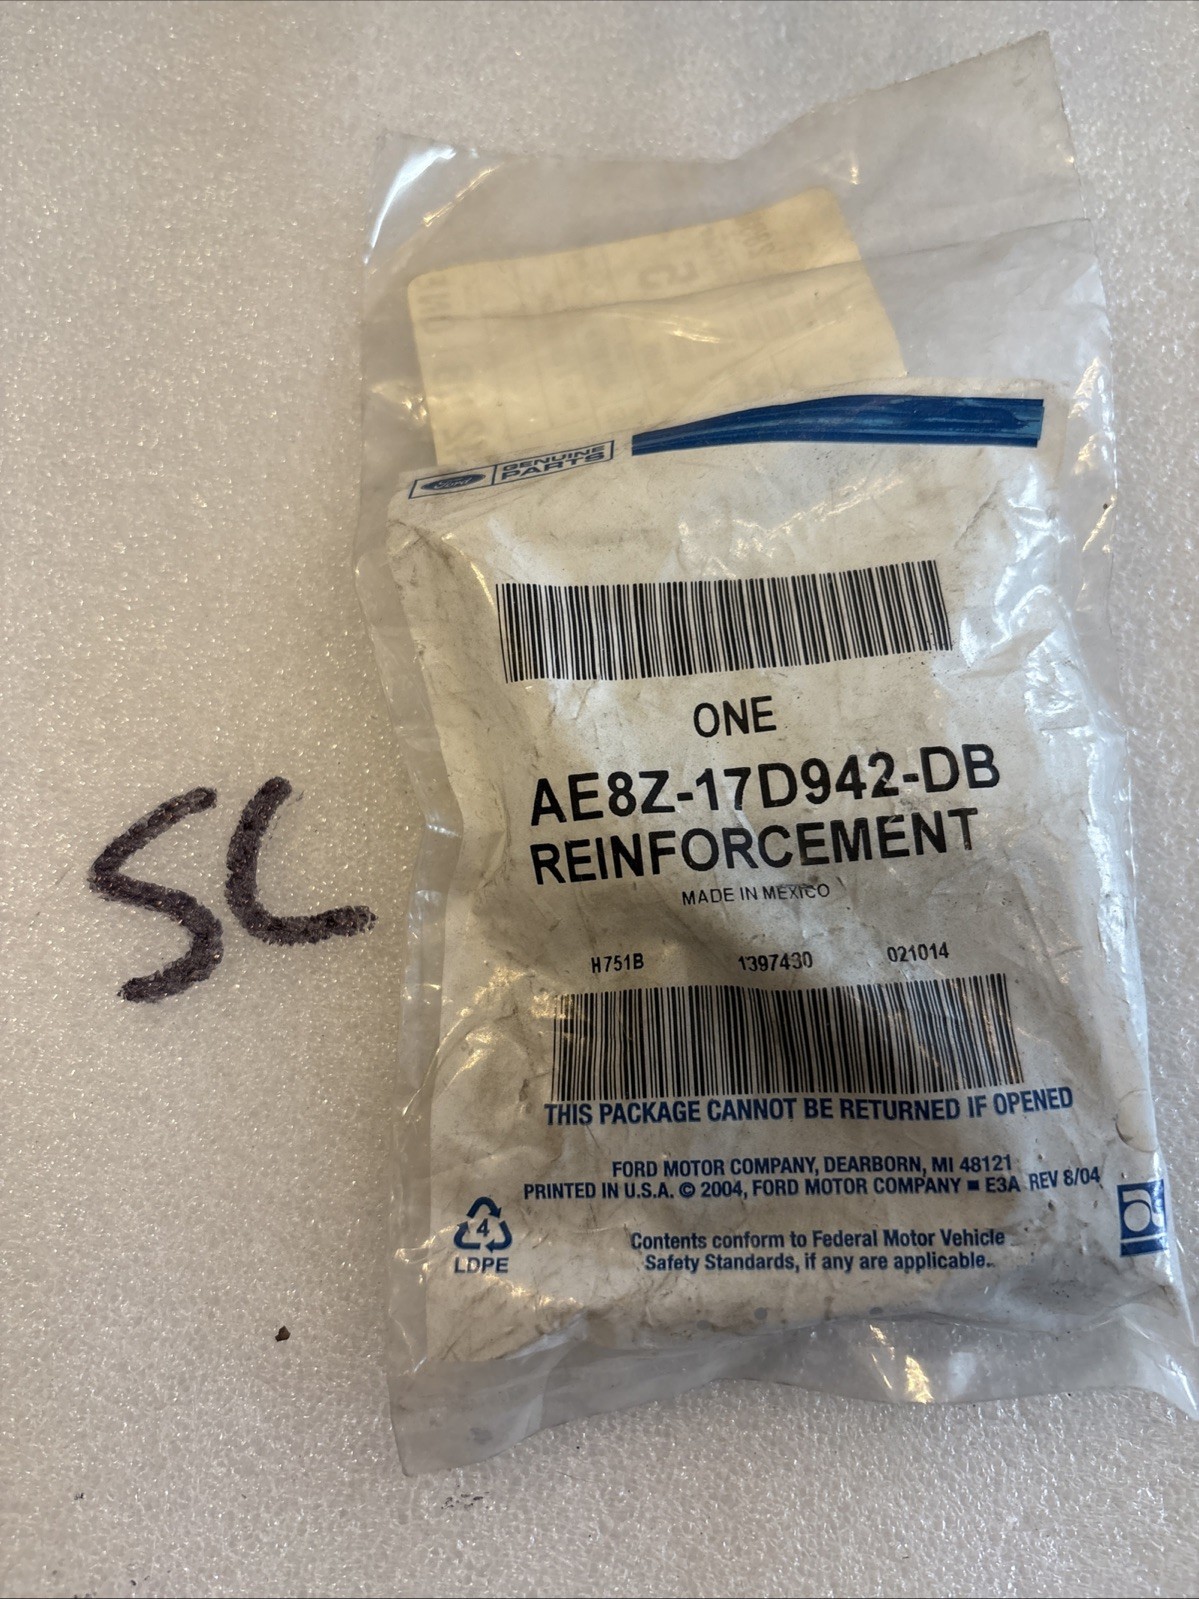 Ford
GENUINE
PARTS
ONE
AE8Z-17D942-DB
REINFORCEMENT
MADE IN MEXICO
H751B 1397430 021014
THIS PACKAGE CANNOT BE RETURNED IF OPENED
FORD MOTOR COMPANY, DEARBORN, MI 48121
PRINTED IN U.S.A. © 2004, FORD MOTOR COMPANY ■ E3A REV 8/04
4
LDPE
Contents conform to Federal Motor Vehicle
Safety Standards, if any are applicable.
SC